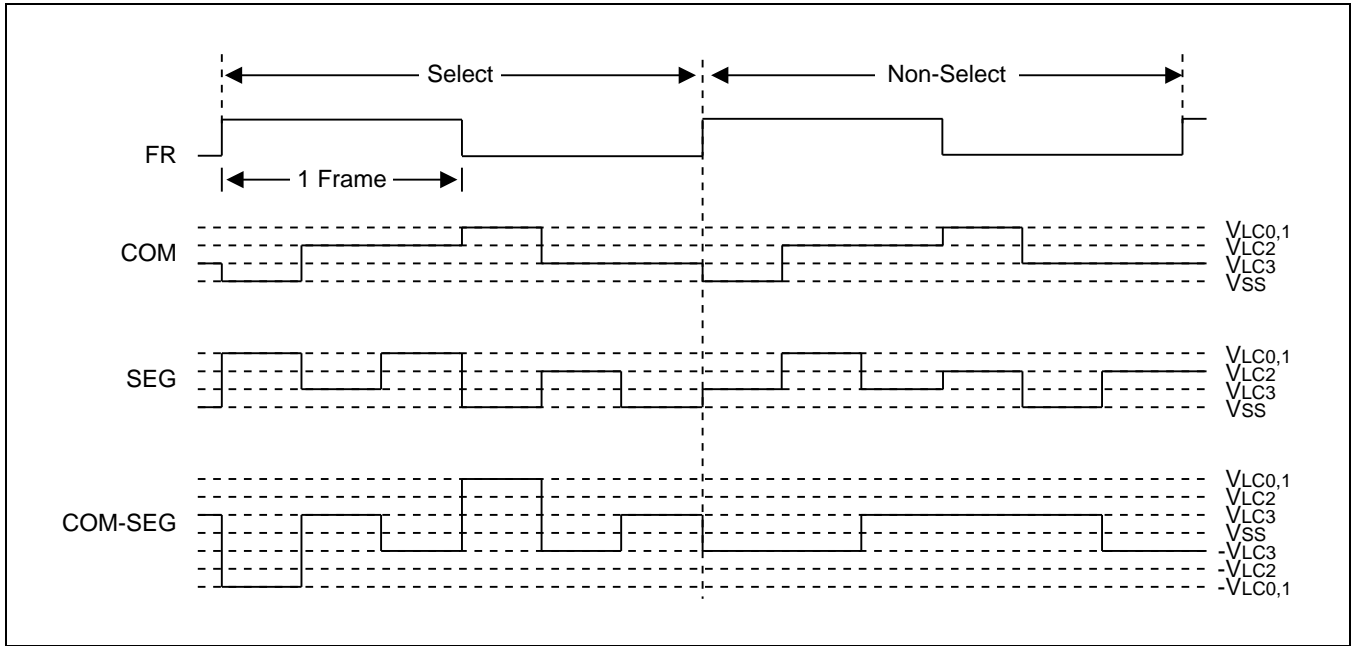 Select
Non-Select
FR
1 Frame
COM
VLC0,1
VLC2
VLC3
VSS
SEG
VLC0,1
VLC2
VLC3
VSS
COM-SEG
VLC0,1
VLC2
VLC3
VSS
-VLC3
-VLC2
-VLC0,1